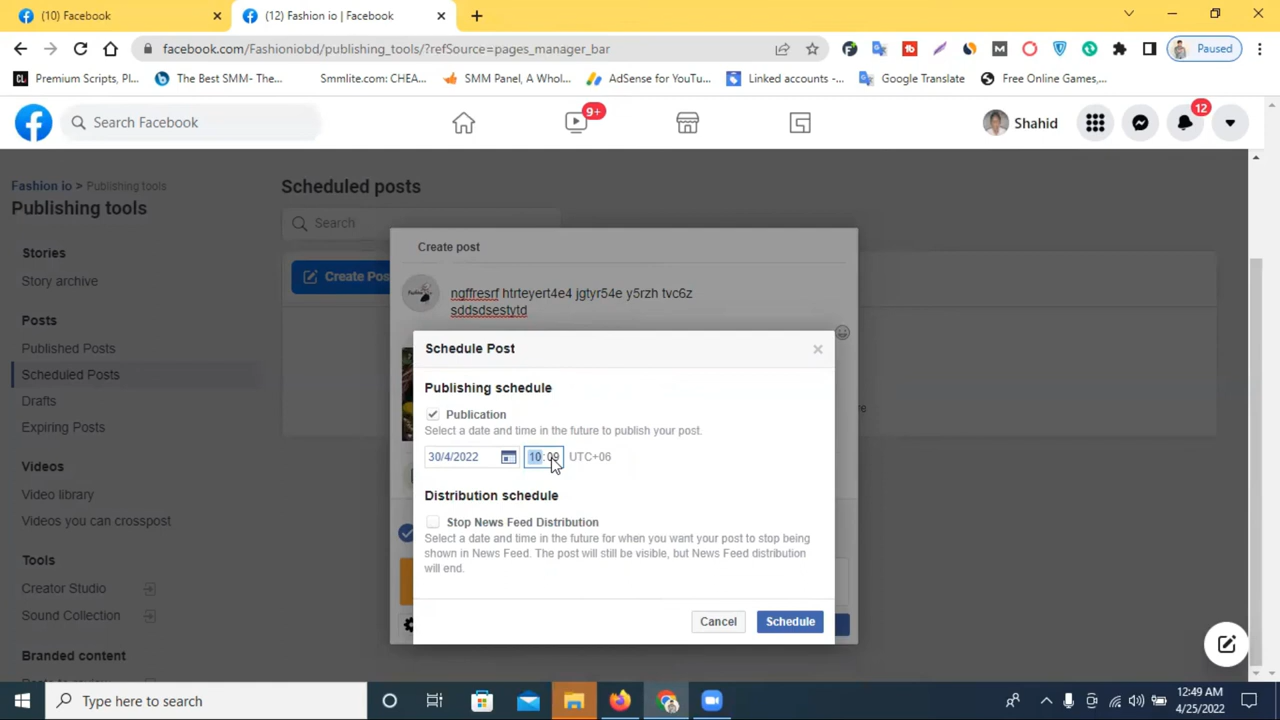 (10) Facebook
(12) Fashion io | Facebook
facebook.com/Fashioniobd/publishing_tools/?refSource=pages_manager_bar
Paused
Premium Scripts, Pl...
The Best SMM- The...
Smmlite.com: CHEA...
SMM Panel, A Whol...
AdSense for YouTu...
Linked accounts -...
Google Translate
Free Online Games,...
Search Facebook
9+
Shahid
12
Fashion io > Publishing tools
Publishing tools
Stories
Story archive
Posts
Published Posts
Scheduled Posts
Drafts
Expiring Posts
Videos
Video library
Videos you can crosspost
Tools
Creator Studio
Sound Collection
Branded content
Scheduled posts
Search
Create Pos
Create post
ngffresrf htrteyert4e4 jgtyr54e y5rzh tvc6z
sddsdsestytd
Schedule Post
Publishing schedule
Publication
Select a date and time in the future to publish your post.
30/4/2022 10:09 UTC+06
Distribution schedule
Stop News Feed Distribution
Select a date and time in the future for when you want your post to stop being
shown in News Feed. The post will still be visible, but News Feed distribution
will end.
Cancel
Schedule
Type here to search
12:49 AM
4/25/2022